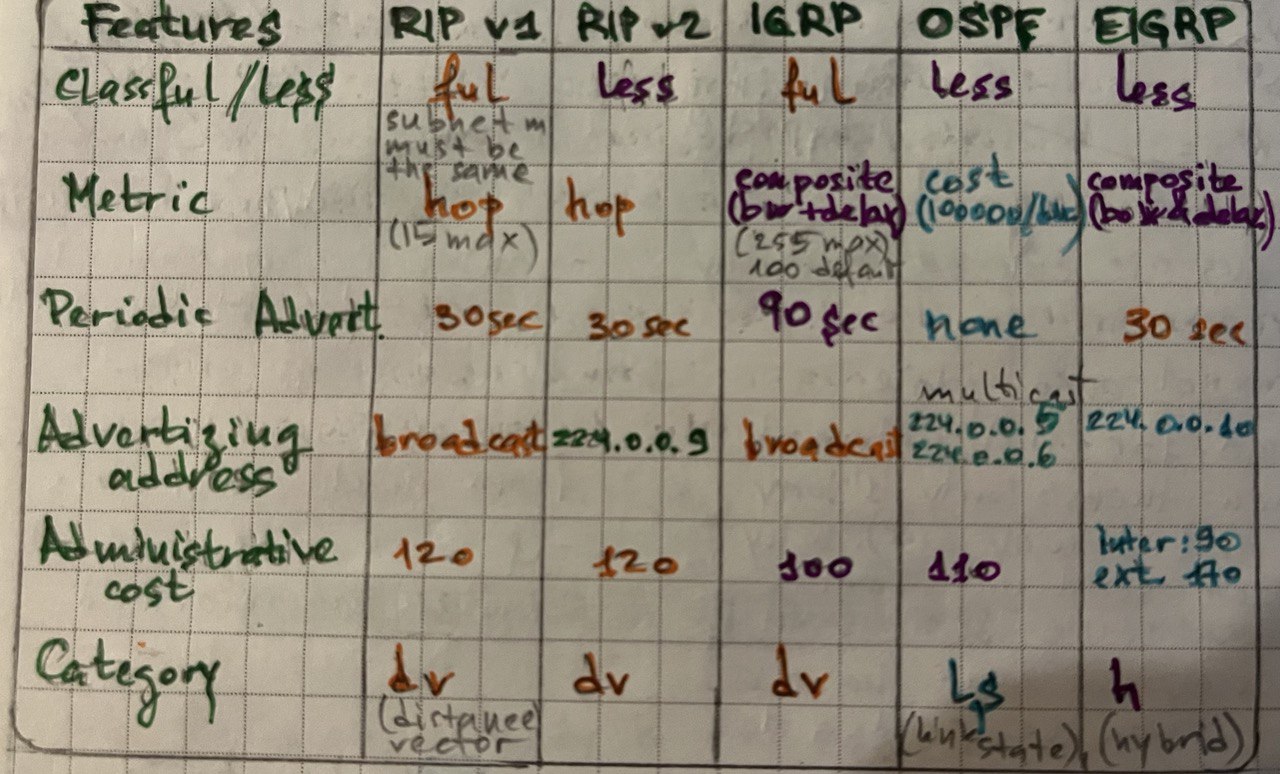 Features RIP v1 RIP v2 IGRP OSPF EIGRP
Classful/less ful less ful less less
subnet m
must be
the same
Metric hop hop composite cost composite
(15 max) (bw+delay) (100000/bw) (bw & delay)
(255 max)
100 default
Periodic Advert. 30sec 30 sec 90 sec none 30 sec
multicast
Advertizing broadcast 224.0.0.9 broadcast 224.0.0.5 224.0.0.10
address 224.0.0.6
Administrative 120 120 100 110 Inter: 90
cost ext. 170
Category dv dv dv Ls h
(distance (link state) (hybrid)
vector